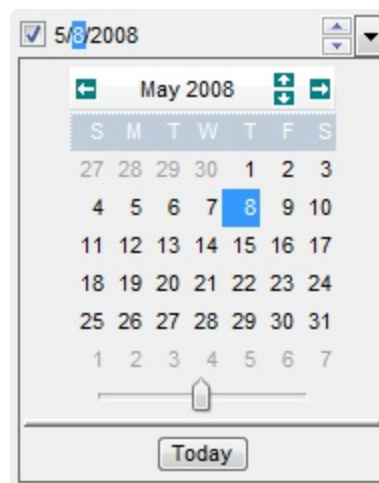 5/8/2008
May 2008
S M T W T F S
27 28 29 30 1 2 3
4 5 6 7 8 9 10
11 12 13 14 15 16 17
18 19 20 21 22 23 24
25 26 27 28 29 30 31
1 2 3 4 5 6 7
Today